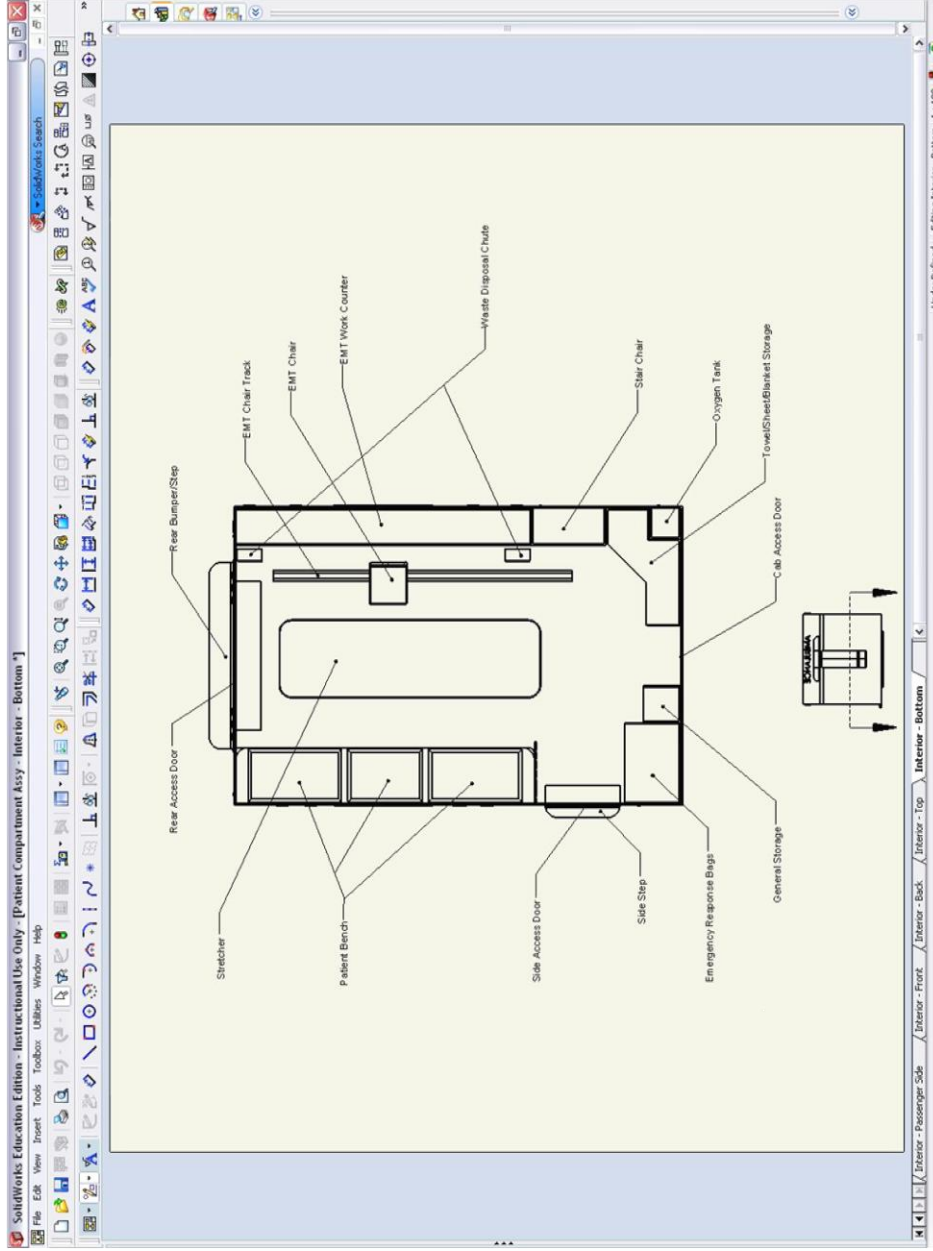 SolidWorks Education Edition - Instructional Use Only - [Patient Compartment Assy - Interior - Bottom *]
File Edit View Insert Tools Toolbox Utilities Window Help
SolidWorks Search
Stretcher
Rear Access Door
Rear Bumper/Step
EMT Chair Track
EMT Chair
EMT Work Counter
Patient Bench
Waste Disposal Chute
Side Access Door
Side Step
Stair Chair
Emergency Response Bags
Oxygen Tank
General Storage
Cab Access Door
Towel/Sheet/Blanket Storage
Interior - Passenger Side
Interior - Front
Interior - Back
Interior - Top
Interior - Bottom